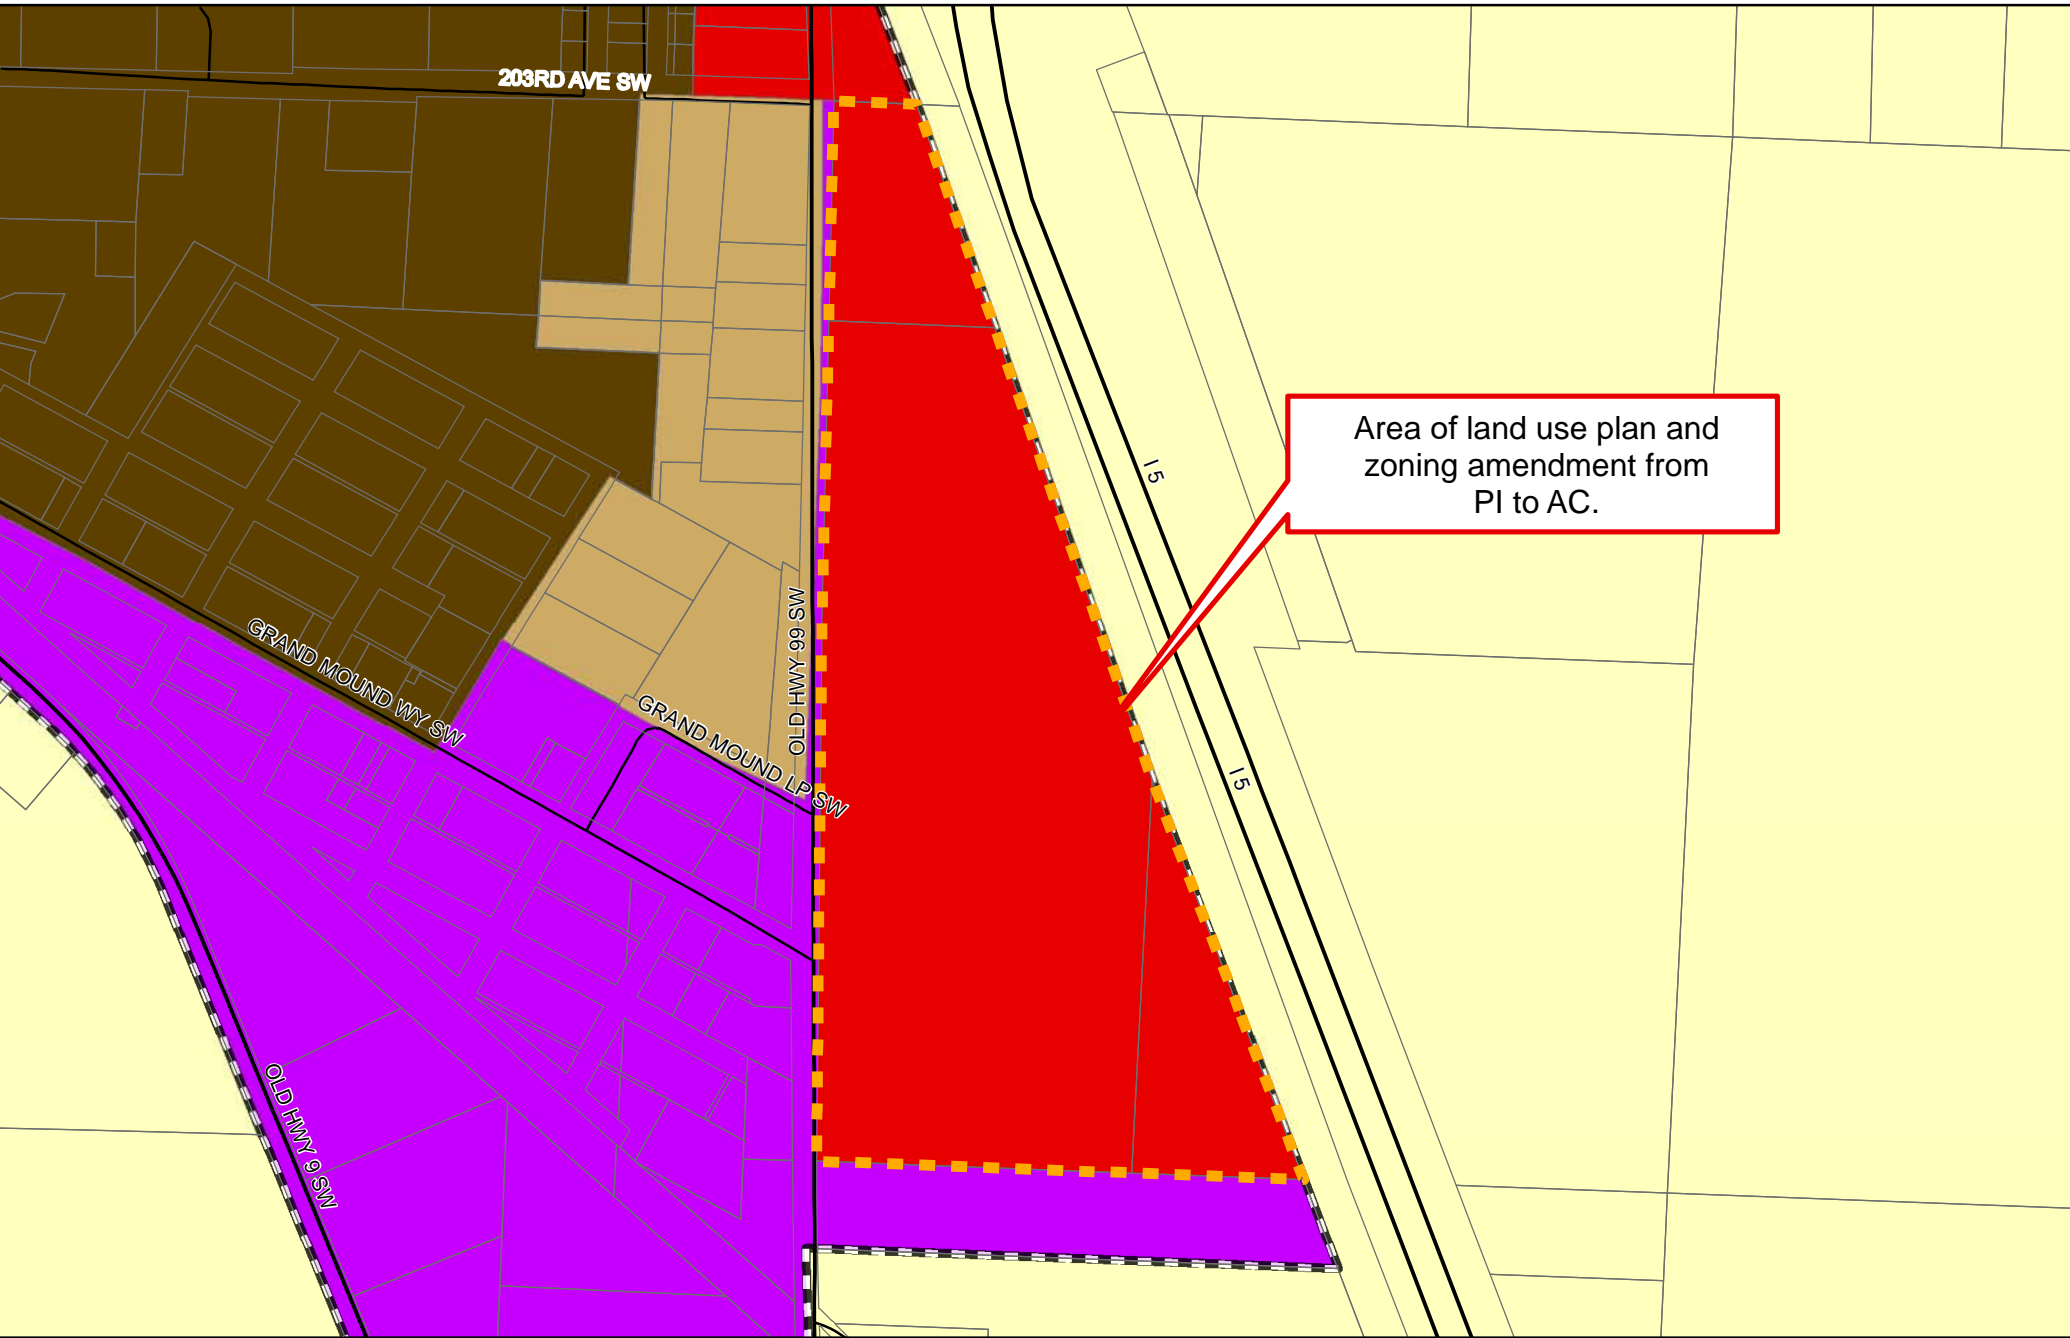 203RD AVE SW
Area of land use plan and
zoning amendment from
PI to AC.
I 5
OLD HWY 99 SW
GRAND MOUND WY SW
GRAND MOUND LP SW
I 5
OLD HWY 9 SW